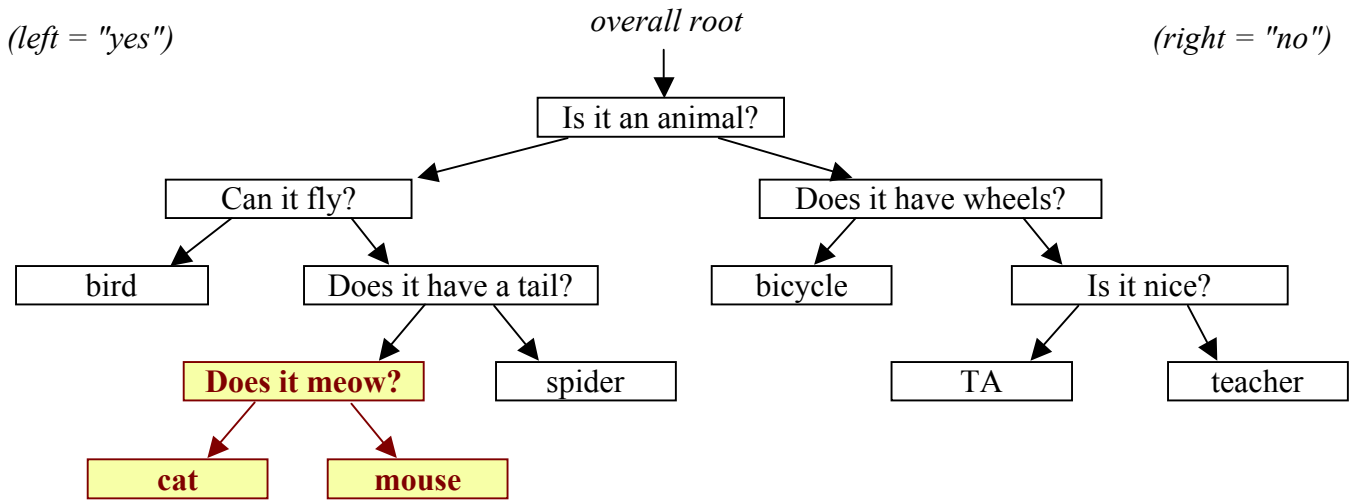 overall root
(left = "yes")
(right = "no")
Is it an animal?
Can it fly?
Does it have wheels?
bird
Does it have a tail?
bicycle
Is it nice?
Does it meow?
spider
TA
teacher
cat
mouse